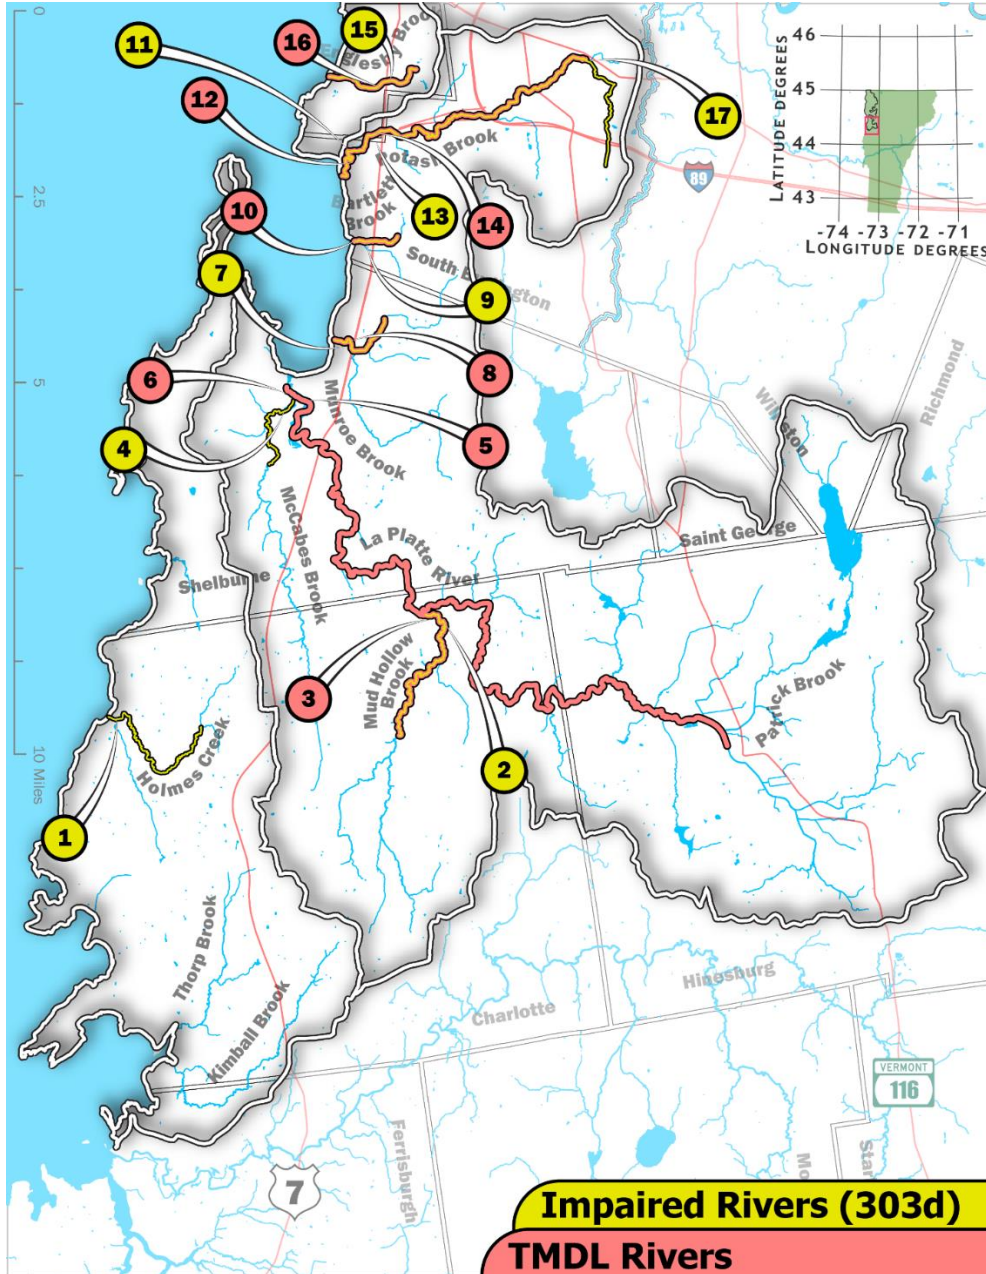 0
11
16
15
Englesby Brook
46
12
17
45
LATITUDE DEGREES
44
Potash Brook
89
43
2.5
Bartlett
Brook
10
13
14
-74 -73 -72 -71
LONGITUDE DEGREES
South Burlington
7
9
6
8
5
Munroe Brook
Williston
Richmond
4
5
McCabes Brook
La Platte River
Saint George
Shelburne
3
Mud Hollow
Brook
Patrick Brook
10 Miles
Holmes Creek
2
1
Thorp Brook
Hinesburg
Kimball Brook
Charlotte
VERMONT
116
Ferrisburgh
7
Mo
Star
Impaired Rivers (303d)
TMDL Rivers